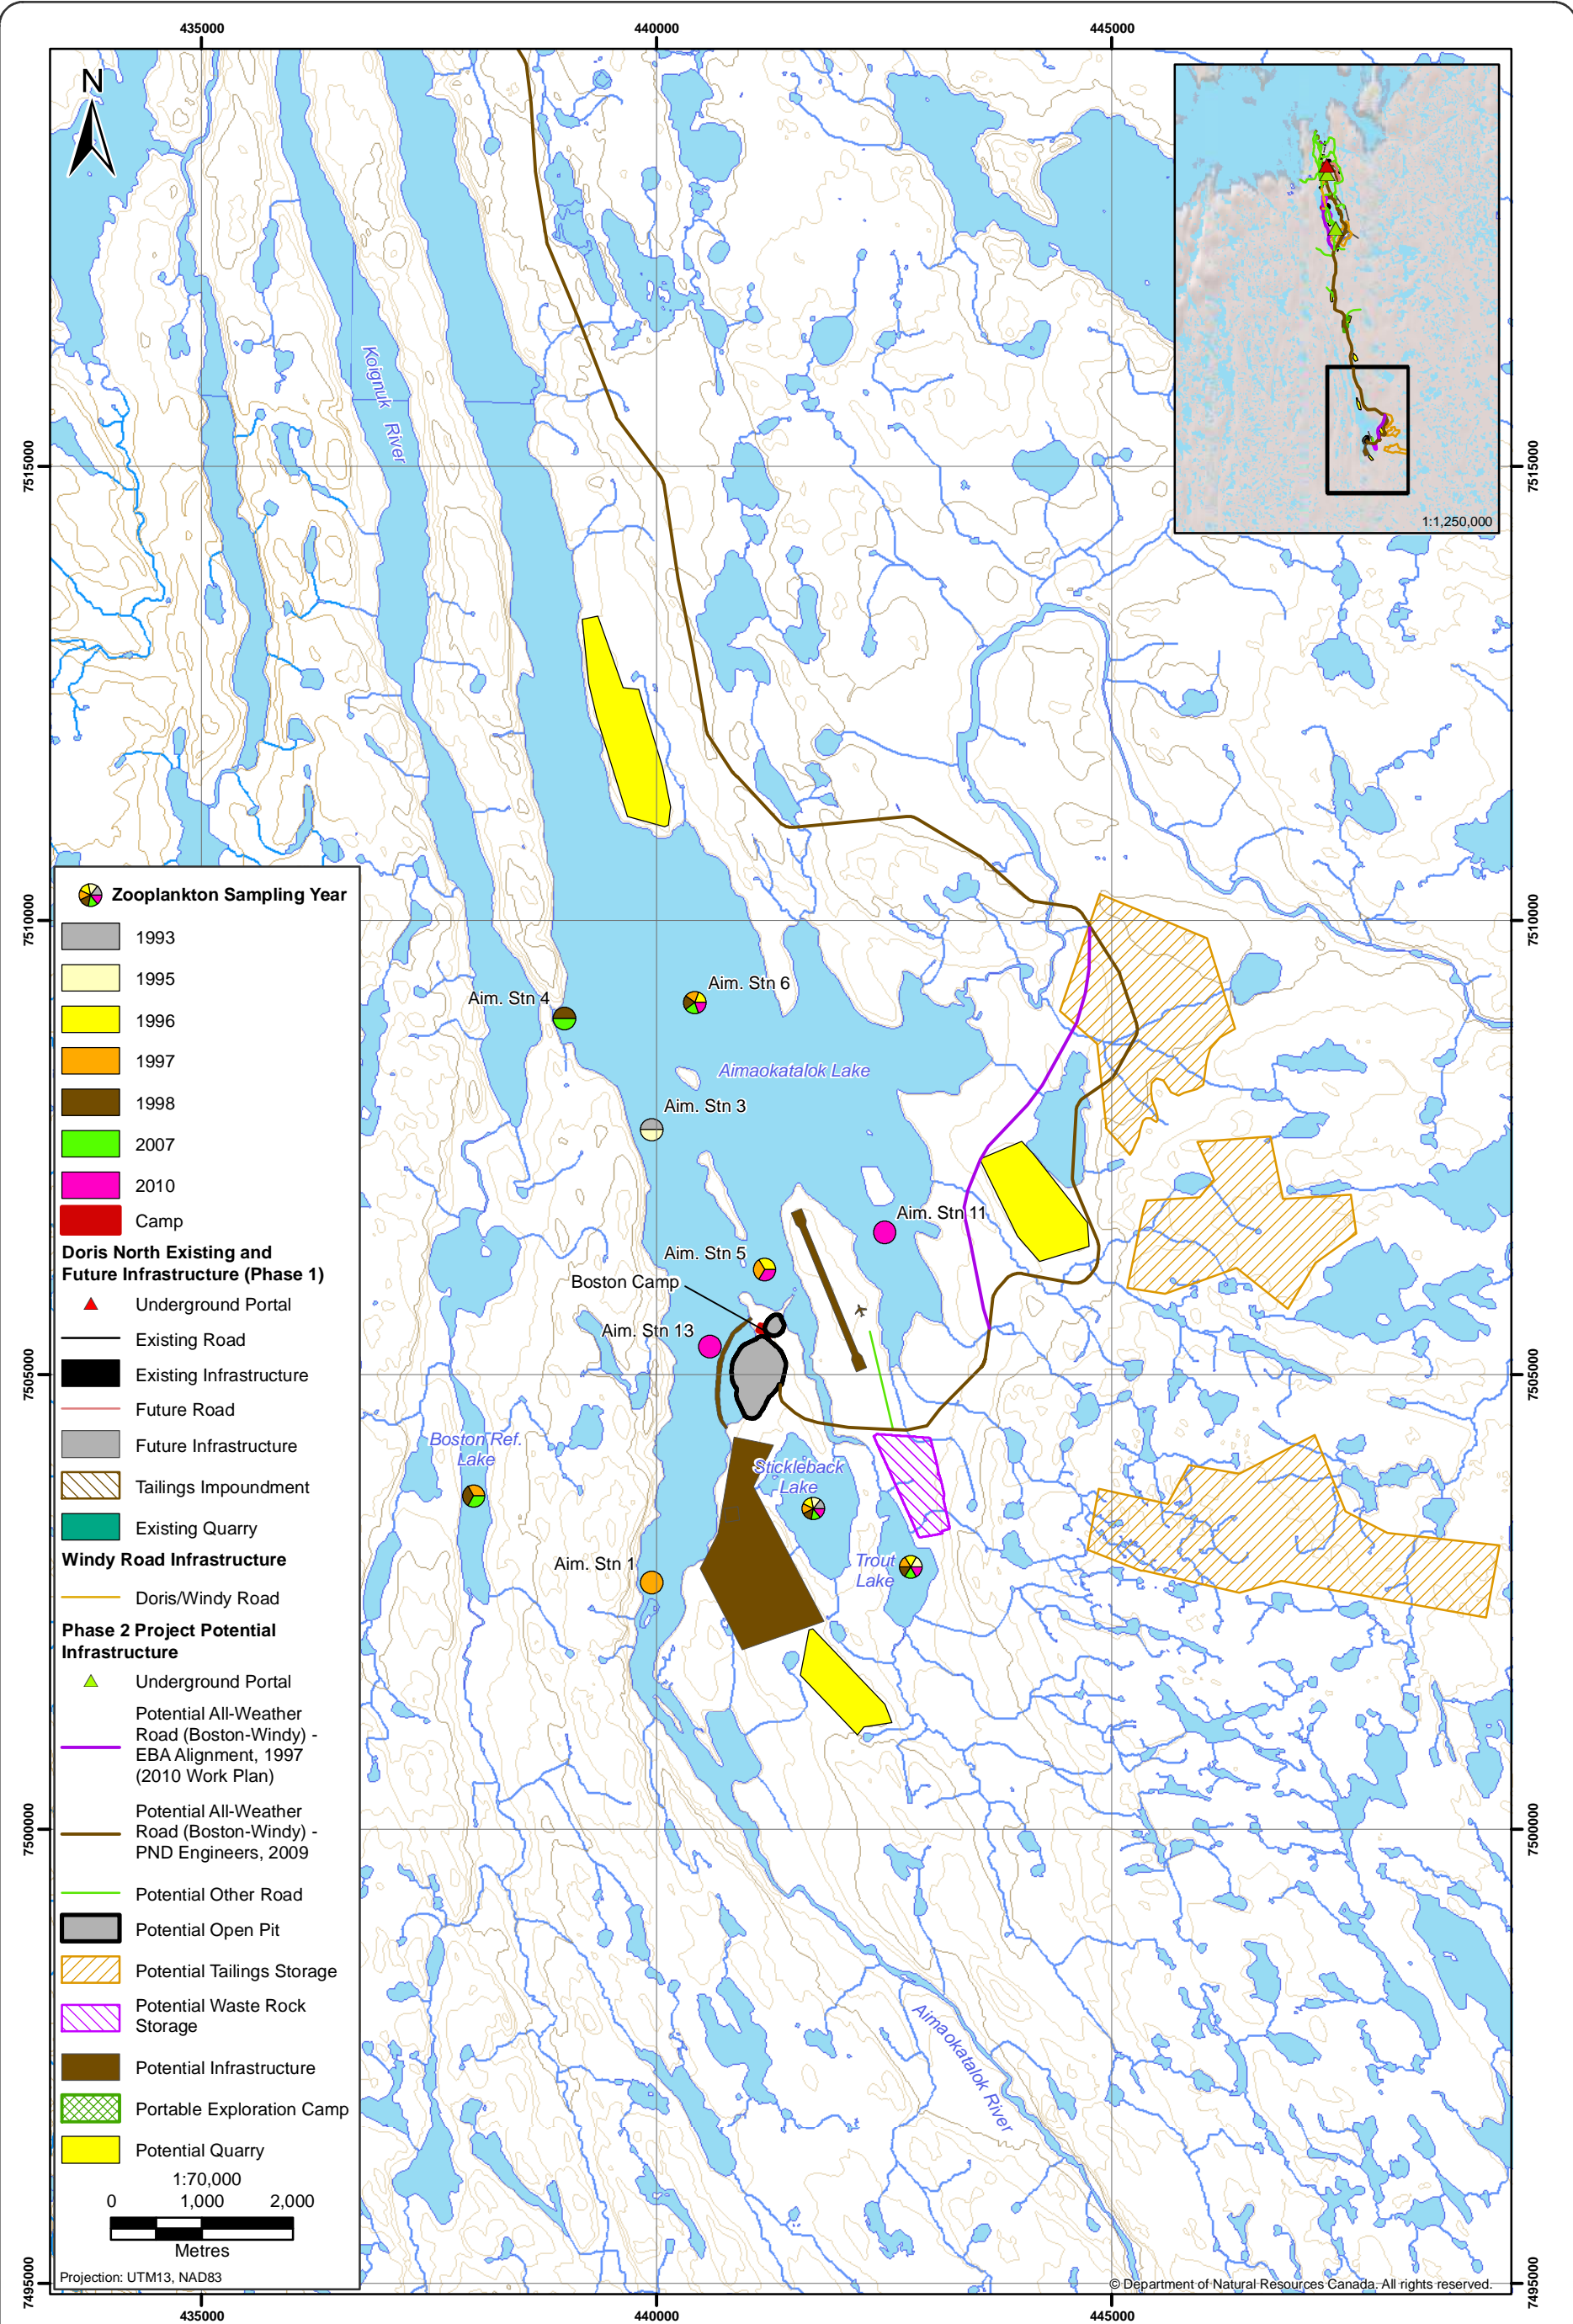 435000
440000
445000
N
1:1,250,000
Koignuk River
7515000
7515000
7510000
7510000
Aim. Stn 4
Aim. Stn 6
Aimaokatalok Lake
Aim. Stn 3
Aim. Stn 11
Aim. Stn 5
Boston Camp
Aim. Stn 13
7505000
7505000
Boston Ref.
Lake
Stickleback
Lake
Trout
Lake
Aim. Stn 1
7500000
7500000
Aimaokatalok River
7495000
7495000
Zooplankton Sampling Year
1993
1995
1996
1997
1998
2007
2010
Camp
Doris North Existing and
Future Infrastructure (Phase 1)
Underground Portal
Existing Road
Existing Infrastructure
Future Road
Future Infrastructure
Tailings Impoundment
Existing Quarry
Windy Road Infrastructure
Doris/Windy Road
Phase 2 Project Potential
Infrastructure
Underground Portal
Potential All-Weather
Road (Boston-Windy) -
EBA Alignment, 1997
(2010 Work Plan)
Potential All-Weather
Road (Boston-Windy) -
PND Engineers, 2009
Potential Other Road
Potential Open Pit
Potential Tailings Storage
Potential Waste Rock
Storage
Potential Infrastructure
Portable Exploration Camp
Potential Quarry
1:70,000
0 1,000 2,000
Metres
Projection: UTM13, NAD83
© Department of Natural Resources Canada. All rights reserved.
435000
440000
445000